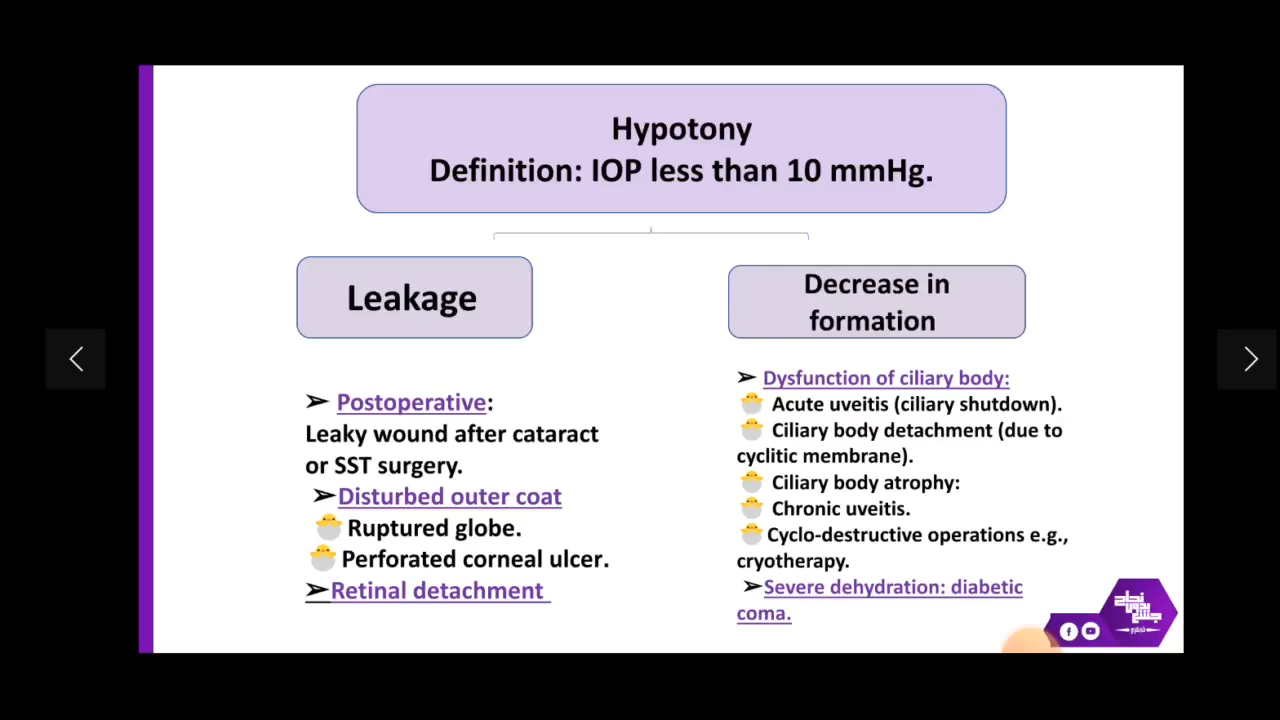 Hypotony
Definition: IOP less than 10 mmHg.
Leakage
➢ Postoperative:
Leaky wound after cataract
or SST surgery.
➢Disturbed outer coat
Ruptured globe.
Perforated corneal ulcer.
➢Retinal detachment
Decrease in
formation
➢ Dysfunction of ciliary body:
Acute uveitis (ciliary shutdown).
Ciliary body detachment (due to
cyclitic membrane).
Ciliary body atrophy:
Chronic uveitis.
Cyclo-destructive operations e.g.,
cryotherapy.
➢Severe dehydration: diabetic
coma.